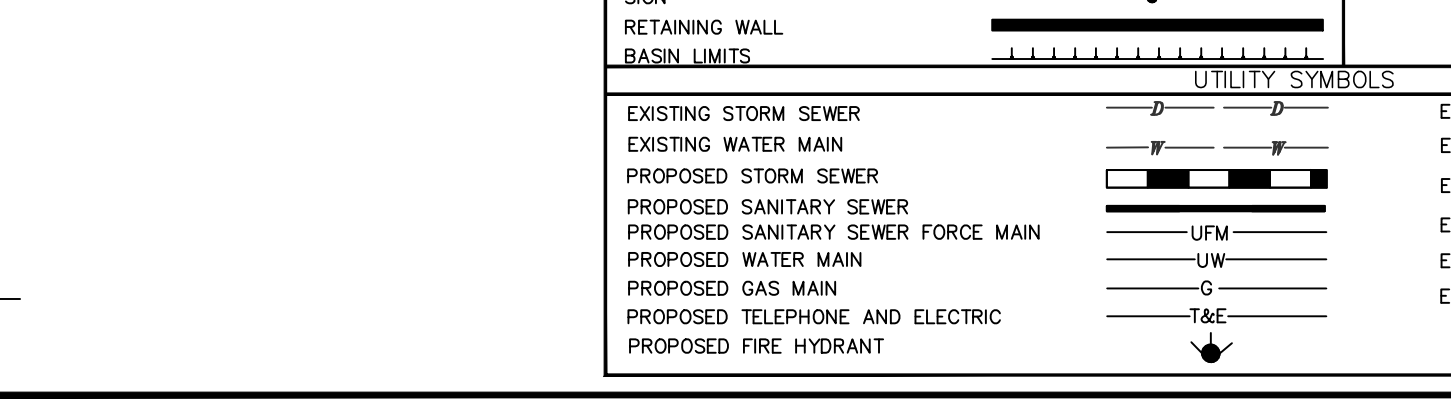 SIGN
RETAINING WALL
BASIN LIMITS
UTILITY SYMBOLS
EXISTING STORM SEWER D D E
EXISTING WATER MAIN W W E
PROPOSED STORM SEWER E
PROPOSED SANITARY SEWER
PROPOSED SANITARY SEWER FORCE MAIN UFM E
PROPOSED WATER MAIN UW E
PROPOSED GAS MAIN G E
PROPOSED TELEPHONE AND ELECTRIC T&E
PROPOSED FIRE HYDRANT